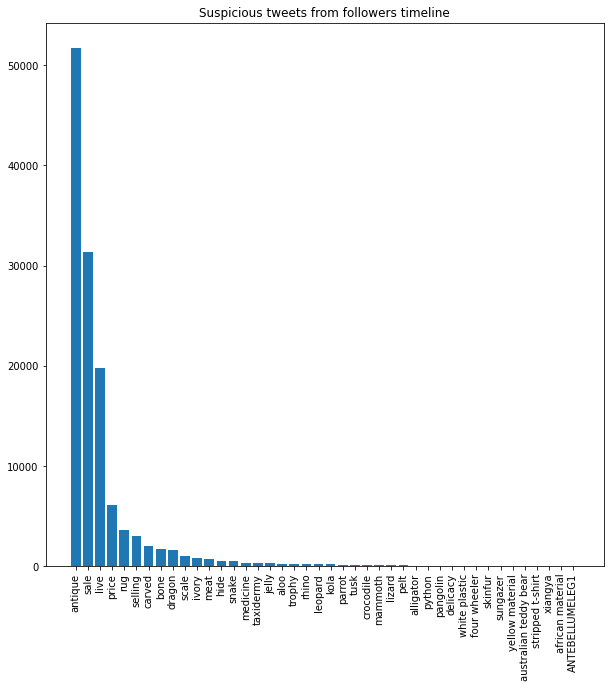 Suspicious tweets from followers timeline
50000
40000
30000
20000
10000
0
antique
sale
live
price
rug
selling
carved
bone
dragon
scale
ivory
meat
hide
snake
medicine
taxidermy
jelly
aloo
trophy
rhino
leopard
kola
parrot
tusk
crocodile
mammoth
lizard
pelt
alligator
python
pangolin
delicacy
white plastic
four wheeler
skinfur
sungazer
yellow material
australian teddy bear
stripped t-shirt
xiangya
african material
ANTEBELLUMELEG1